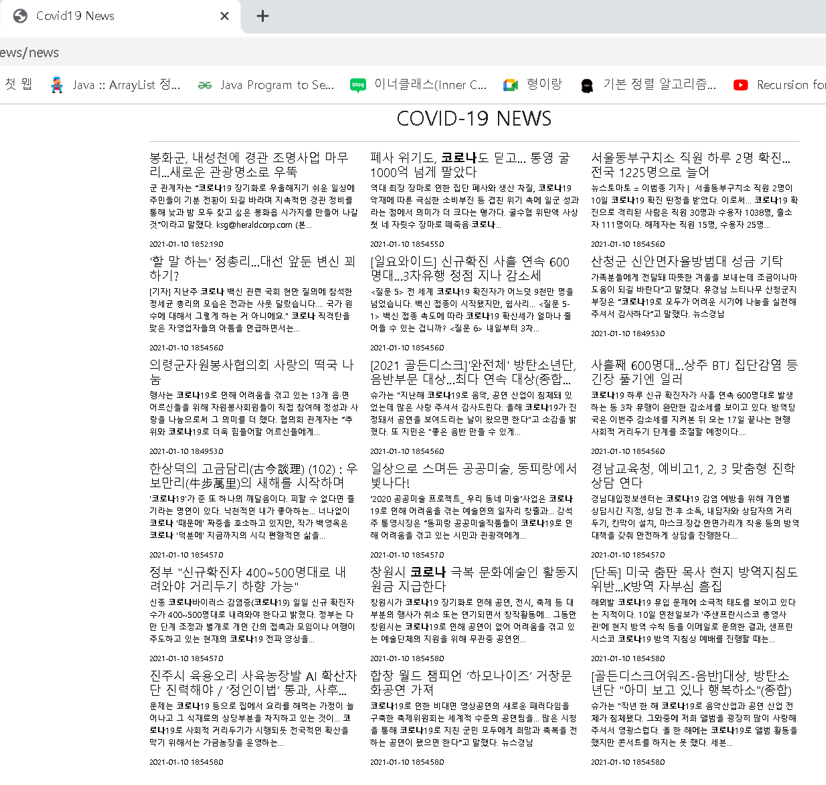 Covid19 News
ews/news
첫 웹
Java :: ArrayList 정...
Java Program to Se...
이너클래스(Inner C...
형이랑
기본 정렬 알고리즘...
Recursion for
COVID-19 NEWS
봉화군, 내성천에 경관 조명사업 마무
리...새로운 관광명소로 우뚝
군 관계자는 “코로나19 장기화로 우울해지기 쉬운 일상에
주민들이 기분 전환이 되길 바라며 지속적인 경관 정비를
통해 낮과 밤 모두 찾고 싶은 봉화읍 시가지를 만들어 나갈
것”이라고 말했다. ksg@heraldcorp.com (본...
2021-01-10 18:52:19.0
폐사 위기도, 코로나도 딛고... 통영 굴
1000억 넘게 팔았다
역대 최장 장마로 인한 집단 폐사와 생산 차질, 코로나19
악재에 따른 극심한 소비부진 등 겹친 위기 속에 일군 성과
라는 점에서 의미가 더 크다는 평가다. 굴수협 위탁액 사상
첫 네 자릿수 장마로 떼죽음·코로나...
2021-01-10 18:54:55.0
서울동부구치소 직원 하루 2명 확진...
전국 1225명으로 늘어
뉴스토마토 = 이범종 기자 | 서울동부구치소 직원 2명이
10일 코로나19 확진 판정을 받았다. 이로써... 코로나19 확
진으로 격리된 사람은 직원 30명과 수용자 1038명, 출소
자 111명이다. 해제자는 직원 15명, 수용자 25명...
2021-01-10 18:54:56.0
'할 말 하는' 정총리...대선 앞둔 변신 꾀
하기?
[기자] 지난주 코로나 백신 관련 국회 현안 질의에 참석한
정세균 총리의 모습은 전과는 사뭇 달랐습니다.... 국가 원
수에 대해서 그렇게 하는 거 아니에요." 코로나 직격탄을
맞은 자영업자들의 아픔을 언급하면서는...
2021-01-10 18:54:56.0
[일요와이드] 신규확진 사흘 연속 600
명대...3차유행 정점 지나 감소세
<질문 5> 전 세계 코로나19 확진자가 어느덧 9천만 명을
넘었습니다. 백신 접종이 시작됐지만, 쉽사리... <질문 5-
1> 백신 접종 속도에 따라 코로나19 확산세가 얼마나 줄
어들 수 있는 겁니까? <질문 6> 내일부터 3차...
2021-01-10 18:54:56.0
산청군 신안면자율방범대 성금 기탁
가족분들에게 전달돼 따뜻한 겨울을 보내는데 조금이나마
도움이 되길 바란다”고 말했다. 유경남 느티나무 산청군지
부장은 “코로나19로 모두가 어려운 시기에 나눔을 실천해
주셔서 감사하다”고 말했다. 뉴스경남
2021-01-10 18:49:53.0
의령군자원봉사협의회 사랑의 떡국 나
눔
행사는 코로나19로 인해 어려움을 겪고 있는 13개 읍·면
어르신들을 위해 자원봉사회원들이 직접 참여해 정성과 사
랑을 나눔으로써 그 의미를 더 했다. 협의회 관계자는 “추
위와 코로나19로 더욱 힘들어할 어르신들에게...
2021-01-10 18:49:53.0
[2021 골든디스크]'완전체' 방탄소년단,
음반부문 대상...최다 연속 대상(종합...
슈가는 "지난해 코로나19로 음악, 공연 산업이 침체돼 있
었는데 많은 사랑 주셔서 감사드린다. 올해 코로나19가 진
정돼서 공연을 보여드리는 날이 왔으면 한다"고 소감을 밝
혔다. 또 지민은 "좋은 음반 만들 수 있게...
2021-01-10 18:54:56.0
사흘째 600명대...상주 BTJ 집단감염 등
긴장 풀기엔 일러
코로나19 하루 신규 확진자가 사흘 연속 600명대로 발생
하는 등 3차 유행이 완만한 감소세를 보이고 있다. 방역당
국은 이번주 감소세를 지켜본 뒤 오는 17일 끝나는 현행
사회적 거리두기 단계를 조절할 예정이다....
2021-01-10 18:54:56.0
한상덕의 고금담리(古今談理) (102) : 우
보만리(牛步萬里)의 새해를 시작하며
'코로나19'가 준 또 하나의 깨달음이다. 피할 수 없다면 즐
기라는 명언이 있다. 낙천적인 내가 좋아하는... 너나없이
코로나 '때문에' 짜증을 호소하고 있지만, 작가 백영옥은
코로나 '덕분에' 지금까지의 시각 편향적인 삶을...
2021-01-10 18:54:57.0
일상으로 스며든 공공미술, 동피랑에서
빛나다!
‘2020 공공미술 프로젝트_ 우리 동네 미술’사업은 코로나
19로 인해 어려움을 겪는 예술인의 일자리 창출과... 강석
주 통영시장은 “동피랑 공공미술작품들이 코로나19로 인
해 어려움을 겪고 있는 시민과 관광객에게...
2021-01-10 18:54:57.0
경남교육청, 예비고1, 2, 3 맞춤형 진학
상담 연다
경남대입정보센터는 코로나19 감염 예방을 위해 개인별
상담시간 지정, 상담 전·후 소독, 내담자와 상담자의 거리
두기, 칸막이 설치, 마스크·장갑·안면가리개 착용 등의 방역
대책을 갖춰 안전하게 상담을 진행한다....
2021-01-10 18:54:57.0
정부 "신규확진자 400~500명대로 내
려와야 거리두기 하향 가능"
신종 코로나바이러스 감염증(코로나19) 일일 신규 확진자
수가 400~500명대로 내려와야 한다고 밝혔다. 정부는 다
만 단계 조정과 별개로 개인 간의 접촉과 모임이나 여행이
주도하고 있는 현재의 코로나19 전파 양상을...
2021-01-10 18:54:57.0
창원시 코로나 극복 문화예술인 활동지
원금 지급한다
창원시가 코로나19 장기화로 인해 공연, 전시, 축제 등 대
부분의 행사가 취소 또는 연기되면서 창작활동에... 그동안
창원시는 코로나19로 인해 공연이 없어 어려움을 겪고 있
는 예술단체의 지원을 위해 무관중 공연연...
2021-01-10 18:54:57.0
[단독] 미국 춤판 목사 현지 방역지침도
위반...K방역 자부심 흠집
해외발 코로나19 유입 문제에 소극적 태도를 보이고 있다
는 지적이다. 10일 연천일보가 '주샌프란시스코 총영사
관'에 현지 방역 수칙 등을 이메일로 문의한 결과, 샌프란
시스코 코로나19 방역 지침상 예배를 진행할 때는...
2021-01-10 18:54:57.0
진주시 육용오리 사육농장발 AI 확산차
단 진력해야 / ‘정인이법’ 통과, 사후...
문제는 코로나19 등으로 집에서 요리를 해먹는 가정이 늘
어나고 그 식재료의 상당부분을 차지하고 있는 것이... 코
로나19로 사회적 거리두기가 시행되듯 전국적인 확산을
막기 위해서는 가금농장을 운영하는...
2021-01-10 18:54:58.0
합창 월드 챔피언 ‘하모나이즈’ 거창문
화공연 가져
코로나19로 인한 비대면 영상공연의 새로운 패러다임을
구축한 축제위원회는 세계적 수준의 공연팀을... 많은 시청
을 통해 코로나19로 지친 군민 모두에게 희망과 축복을 전
하는 공연이 됐으면 한다”고 말했다. 뉴스경남
2021-01-10 18:54:58.0
[골든디스크어워즈-음반]대상, 방탄소
년단 "아미 보고 있나 행복하소"(종합)
슈가는 "작년 한 해 코로나19로 음악산업과 공연 산업 전
체가 침체됐다. 그와중에 저희 앨범을 굉장히 많이 사랑해
주셔서 영광스럽다. 올 한 해에는 코로나19로 앨범 활동을
했지만 콘서트를 하지는 못 했다. 세븐...
2021-01-10 18:54:58.0